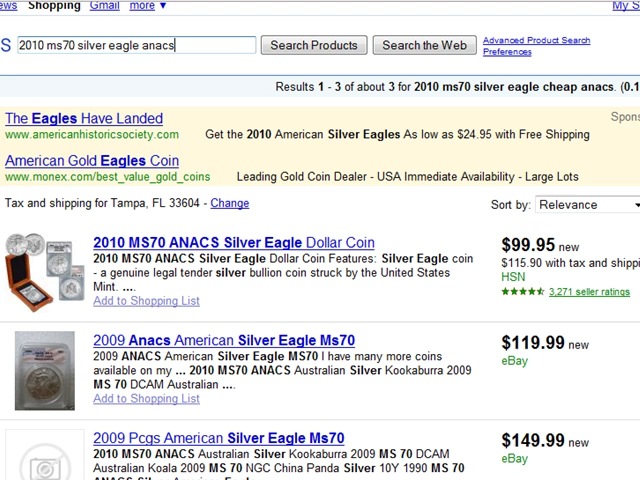 ews Shopping Gmail more ▼ My S
S 2010 ms70 silver eagle anacs Search Products Search the Web Advanced Product Search
Preferences
Results 1 - 3 of about 3 for 2010 ms70 silver eagle cheap anacs. (0.1
The Eagles Have Landed Spons
www.americanhistoricsociety.com Get the 2010 American Silver Eagles As low as $24.95 with Free Shipping
American Gold Eagles Coin
www.monex.com/best_value_gold_coins Leading Gold Coin Dealer - USA Immediate Availability - Large Lots
Tax and shipping for Tampa, FL 33604 - Change Sort by: Relevance
2010 MS70 ANACS Silver Eagle Dollar Coin $99.95 new
2010 MS70 ANACS Silver Eagle Dollar Coin Features: Silver Eagle coin $115.90 with tax and shippi
- a genuine legal tender silver bullion coin struck by the United States HSN
Mint. .... 3,271 seller ratings
Add to Shopping List
2009 Anacs American Silver Eagle Ms70 $119.99 new
2009 ANACS American Silver Eagle MS70 I have many more coins eBay
available on my ... 2010 MS70 ANACS Australian Silver Kookaburra 2009
MS 70 DCAM Australian ....
Add to Shopping List
2009 Pcgs American Silver Eagle Ms70 $149.99 new
2010 MS70 ANACS Australian Silver Kookaburra 2009 MS 70 DCAM eBay
Australian Koala 2009 MS 70 NGC China Panda Silver 10Y 1990 MS 70